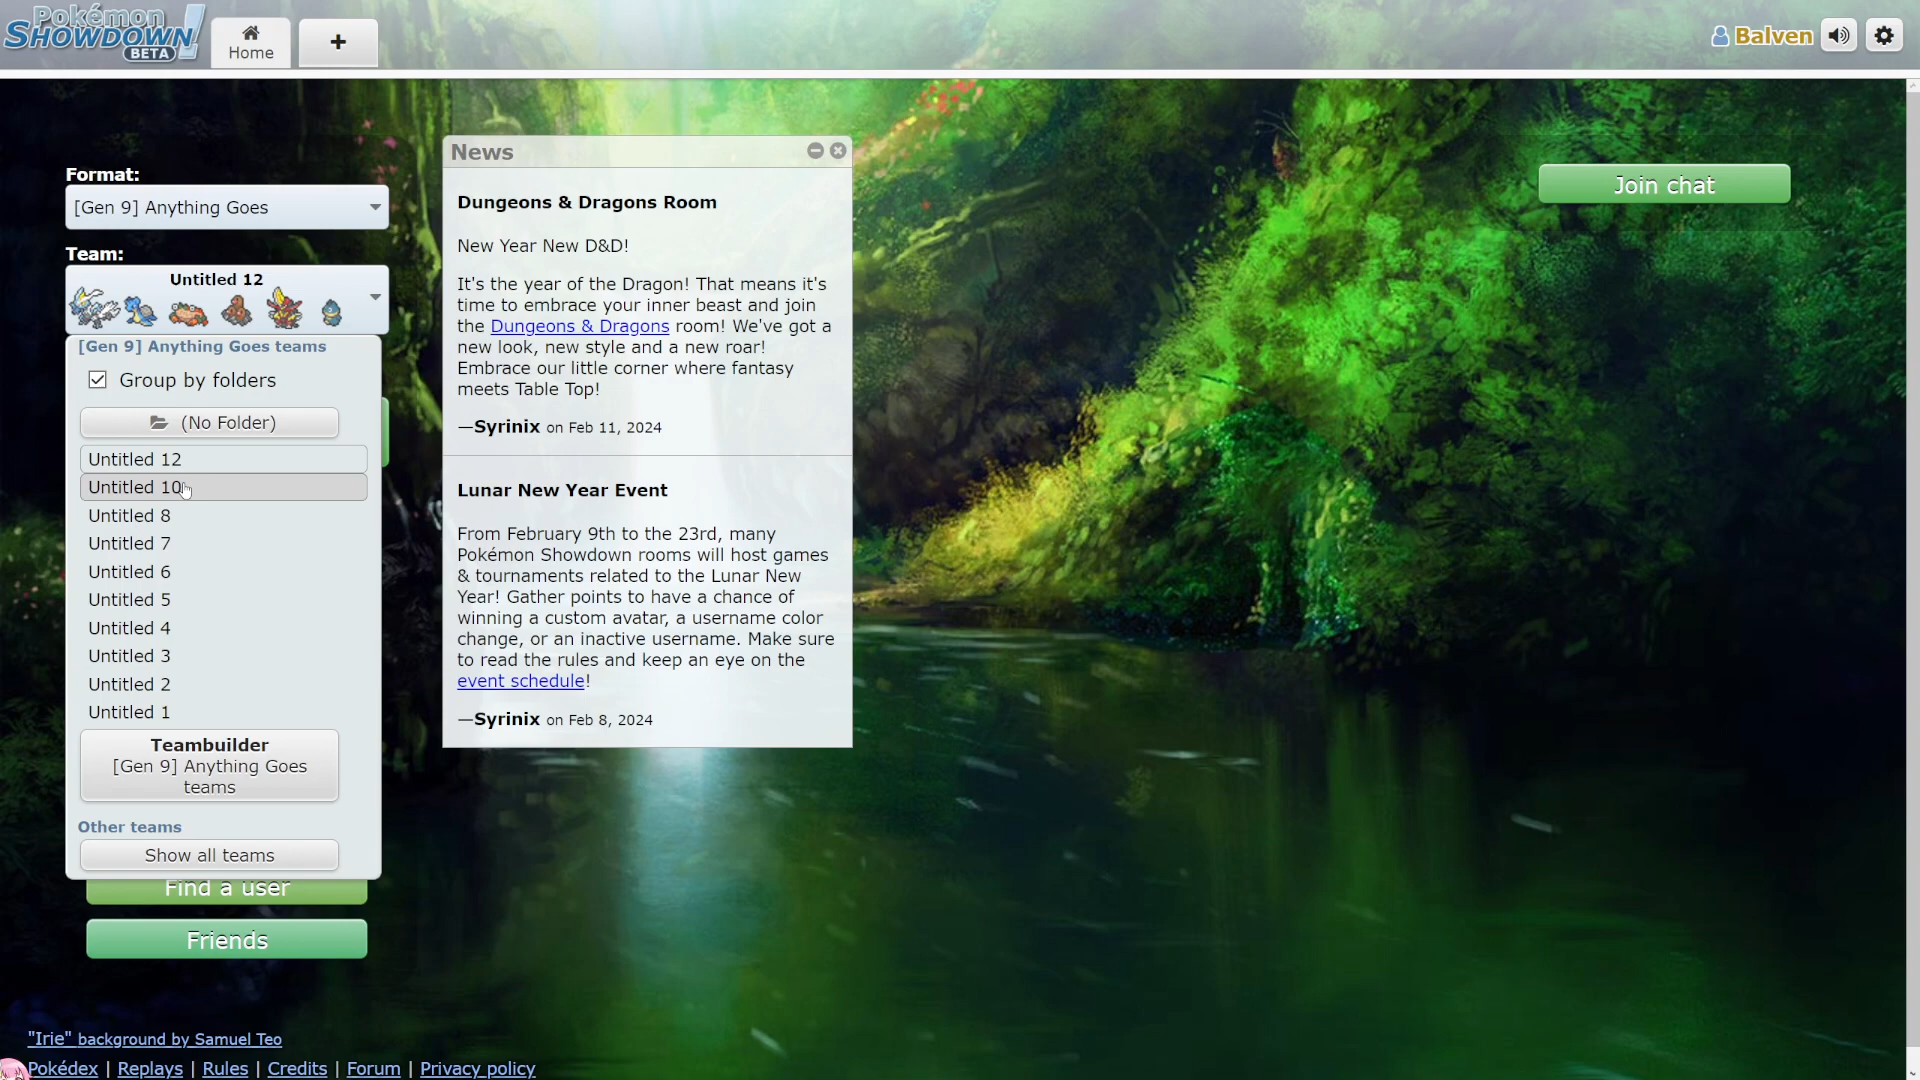 Pokémon
Showdown!
BETA
Home
+
Balven
Format:
[Gen 9] Anything Goes
Team:
Untitled 12
[Gen 9] Anything Goes teams
Group by folders
(No Folder)
Untitled 12
Untitled 10
Untitled 8
Untitled 7
Untitled 6
Untitled 5
Untitled 4
Untitled 3
Untitled 2
Untitled 1
Teambuilder
[Gen 9] Anything Goes
teams
Other teams
Show all teams
Find a user
Friends
News
Dungeons & Dragons Room
New Year New D&D!
It's the year of the Dragon! That means it's
time to embrace your inner beast and join
the Dungeons & Dragons room! We've got a
new look, new style and a new roar!
Embrace our little corner where fantasy
meets Table Top!
—Syrinix on Feb 11, 2024
Lunar New Year Event
From February 9th to the 23rd, many
Pokémon Showdown rooms will host games
& tournaments related to the Lunar New
Year! Gather points to have a chance of
winning a custom avatar, a username color
change, or an inactive username. Make sure
to read the rules and keep an eye on the
event schedule!
—Syrinix on Feb 8, 2024
Join chat
"Irie" background by Samuel Teo
Pokédex | Replays | Rules | Credits | Forum | Privacy policy